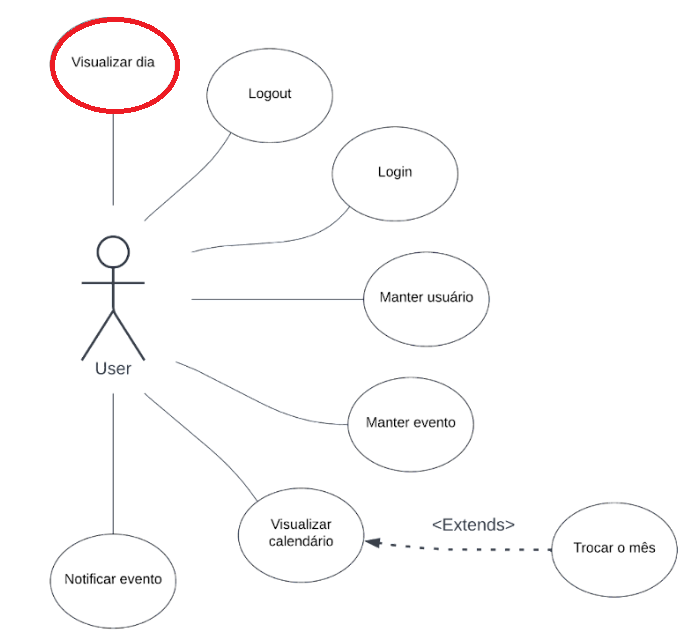 Visualizar dia
Logout
Login
Manter usuário
User
Manter evento
Visualizar
calendário
<Extends>
Trocar o mês
Notificar evento